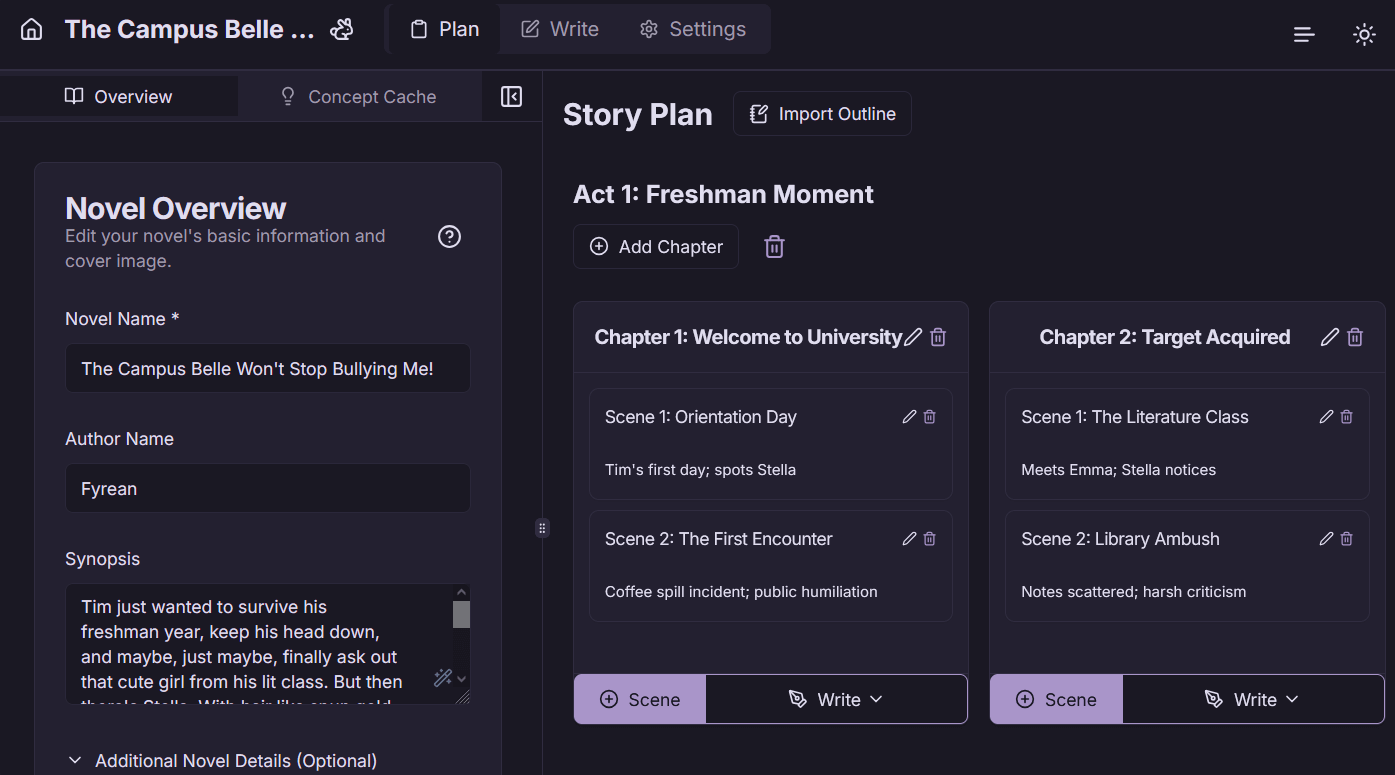 The Campus Belle ...
Plan
Write
Settings
Overview
Concept Cache
Novel Overview
Edit your novel's basic information and
cover image.
Novel Name *
The Campus Belle Won't Stop Bullying Me!
Author Name
Fyrean
Synopsis
Tim just wanted to survive his
freshman year, keep his head down,
and maybe, just maybe, finally ask out
that cute girl from his lit class. But then
Additional Novel Details (Optional)
Story Plan
Import Outline
Act 1: Freshman Moment
Add Chapter
Chapter 1: Welcome to University
Scene 1: Orientation Day
Tim's first day; spots Stella
Scene 2: The First Encounter
Coffee spill incident; public humiliation
Scene
Write
Chapter 2: Target Acquired
Scene 1: The Literature Class
Meets Emma; Stella notices
Scene 2: Library Ambush
Notes scattered; harsh criticism
Scene
Write